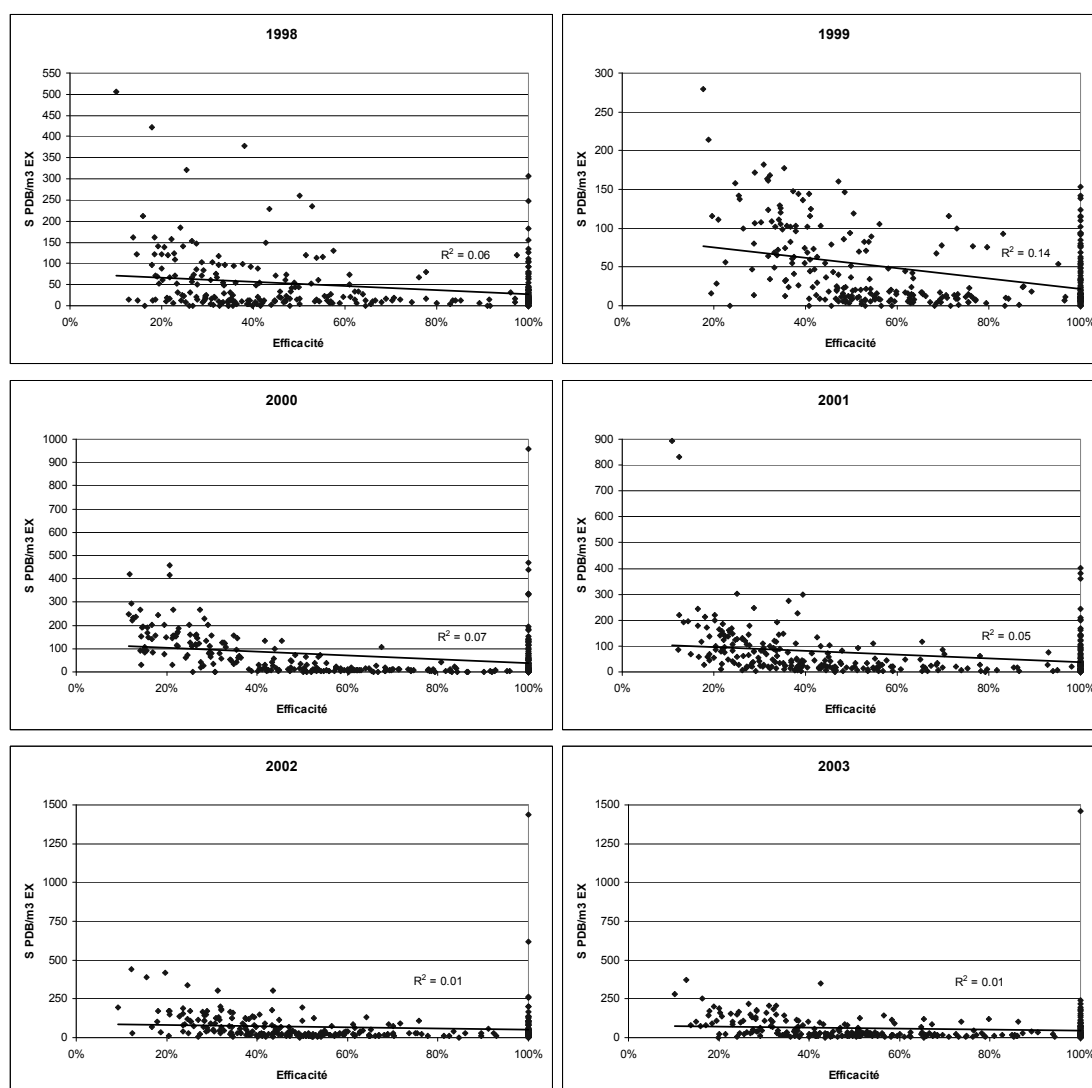 1998
S PDB/m3 EX
550
500
450
400
350
300
250
200
150
100
50
0
R² = 0.06
0% 20% 40% 60% 80% 100%
Efficacité
1999
S PDB/m3 EX
300
250
200
150
100
50
0
R² = 0.14
0% 20% 40% 60% 80% 100%
Efficacité
2000
S PDB/m3 EX
1000
900
800
700
600
500
400
300
200
100
0
R² = 0.07
0% 20% 40% 60% 80% 100%
Efficacité
2001
S PDB/m3 EX
900
800
700
600
500
400
300
200
100
0
R² = 0.05
0% 20% 40% 60% 80% 100%
Efficacité
2002
S PDB/m3 EX
1500
1250
1000
750
500
250
0
R² = 0.01
0% 20% 40% 60% 80% 100%
Efficacité
2003
S PDB/m3 EX
1500
1250
1000
750
500
250
0
R² = 0.01
0% 20% 40% 60% 80% 100%
Efficacité